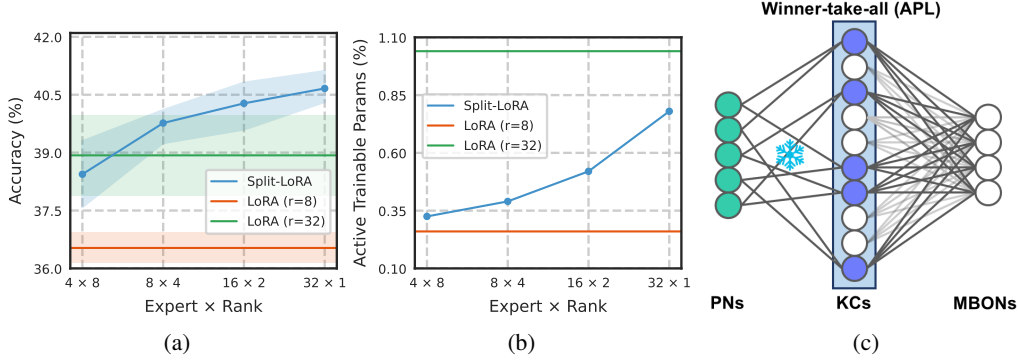 Accuracy (%)
42.0
40.5
39.0
37.5
36.0
Split-LoRA
LoRA (r=8)
LoRA (r=32)
4 × 8
8 × 4
16 × 2
32 × 1
Expert × Rank
(a)
Active Trainable Params (%)
1.10
0.85
0.60
0.35
0.10
Split-LoRA
LoRA (r=8)
LoRA (r=32)
4 × 8
8 × 4
16 × 2
32 × 1
Expert × Rank
(b)
Winner-take-all (APL)
PNs
KCs
MBONs
(c)